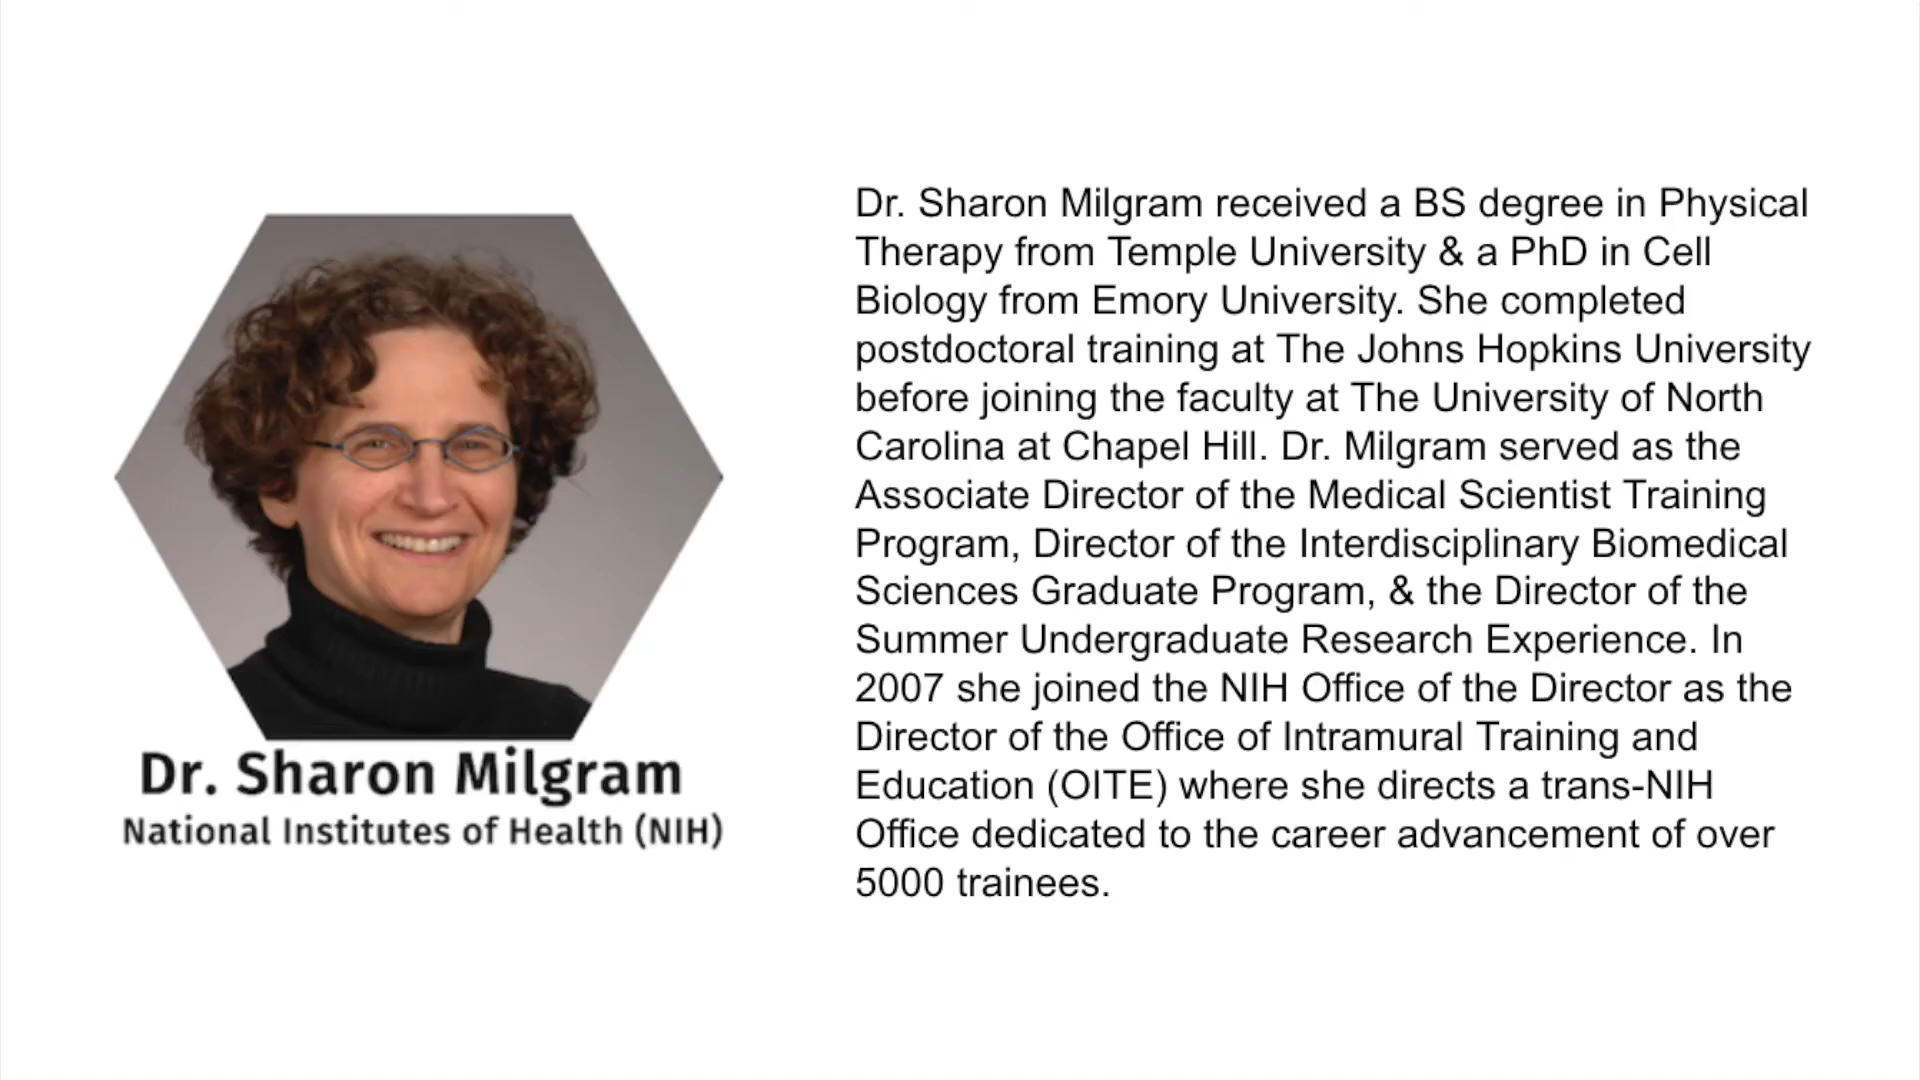 Dr. Sharon Milgram
National Institutes of Health (NIH)
Dr. Sharon Milgram received a BS degree in Physical
Therapy from Temple University & a PhD in Cell
Biology from Emory University. She completed
postdoctoral training at The Johns Hopkins University
before joining the faculty at The University of North
Carolina at Chapel Hill. Dr. Milgram served as the
Associate Director of the Medical Scientist Training
Program, Director of the Interdisciplinary Biomedical
Sciences Graduate Program, & the Director of the
Summer Undergraduate Research Experience. In
2007 she joined the NIH Office of the Director as the
Director of the Office of Intramural Training and
Education (OITE) where she directs a trans-NIH
Office dedicated to the career advancement of over
5000 trainees.